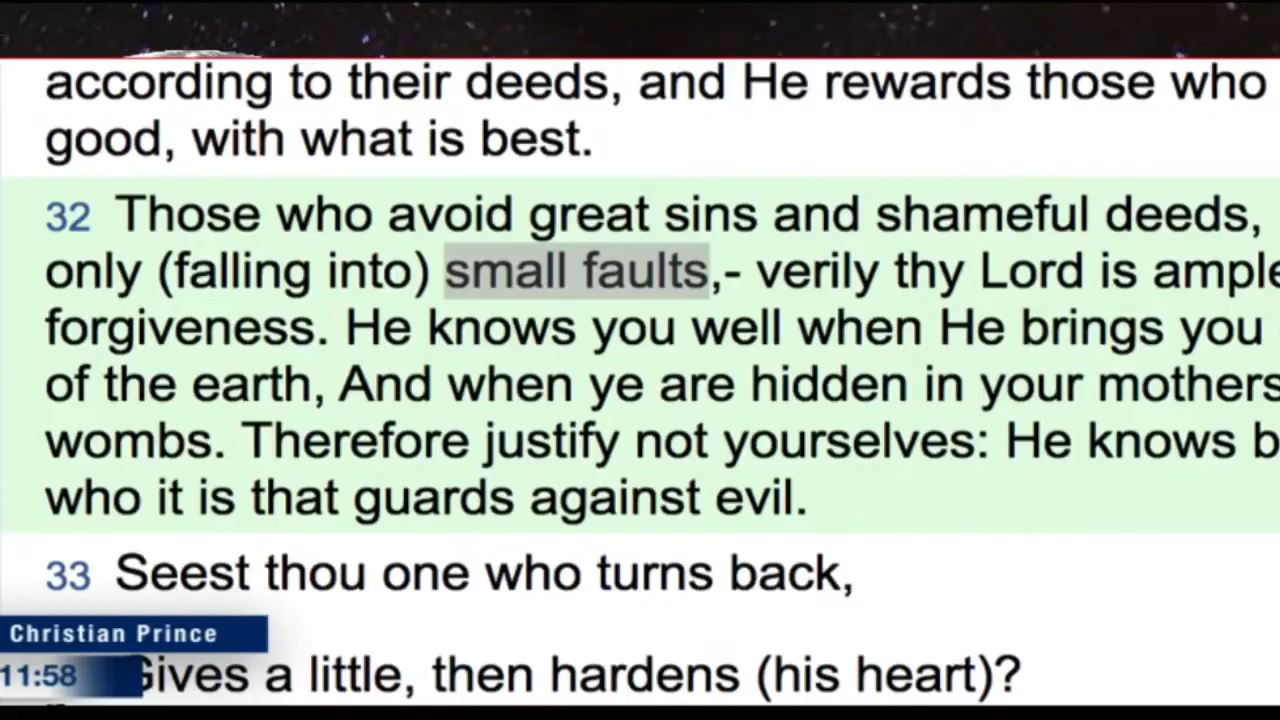 according to their deeds, and He rewards those who
good, with what is best.
32 Those who avoid great sins and shameful deeds,
only (falling into) small faults,- verily thy Lord is ample
forgiveness. He knows you well when He brings you
of the earth, And when ye are hidden in your mothers
wombs. Therefore justify not yourselves: He knows
who it is that guards against evil.
33 Seest thou one who turns back,
Christian Prince
11:58
Gives a little, then hardens (his heart)?